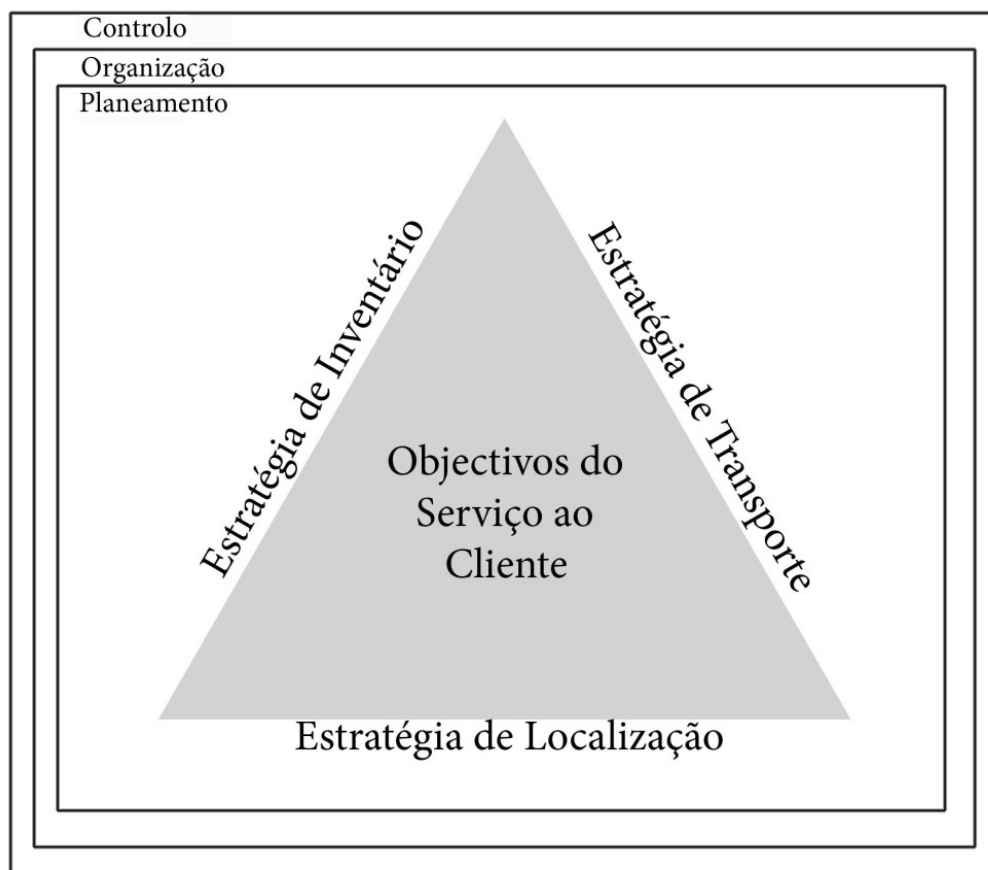 Controlo
Organização
Planeamento
Estratégia de Inventário
Estratégia de Transporte
Objectivos do
Serviço ao
Cliente
Estratégia de Localização